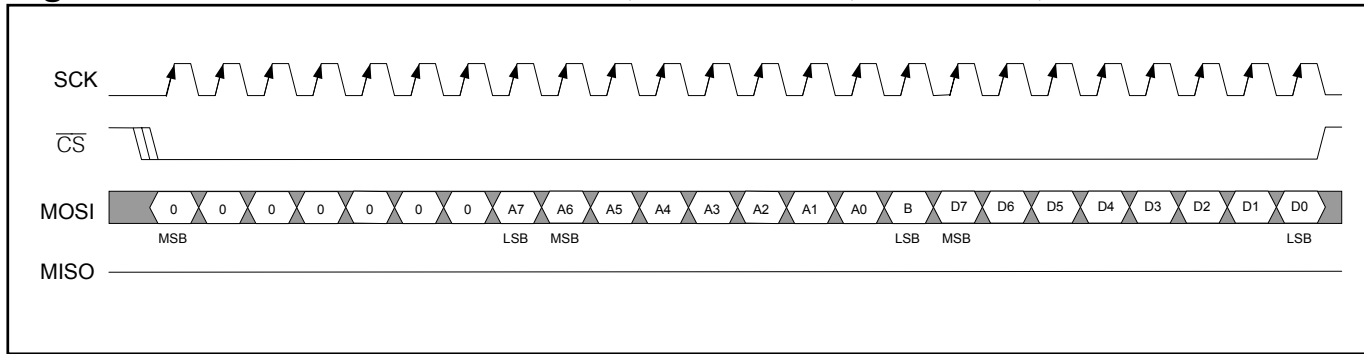 SCK
CS
MOSI 0 0 0 0 0 0 0 A7 A6 A5 A4 A3 A2 A1 A0 B D7 D6 D5 D4 D3 D2 D1 D0
MSB LSB MSB LSB MSB LSB
MISO